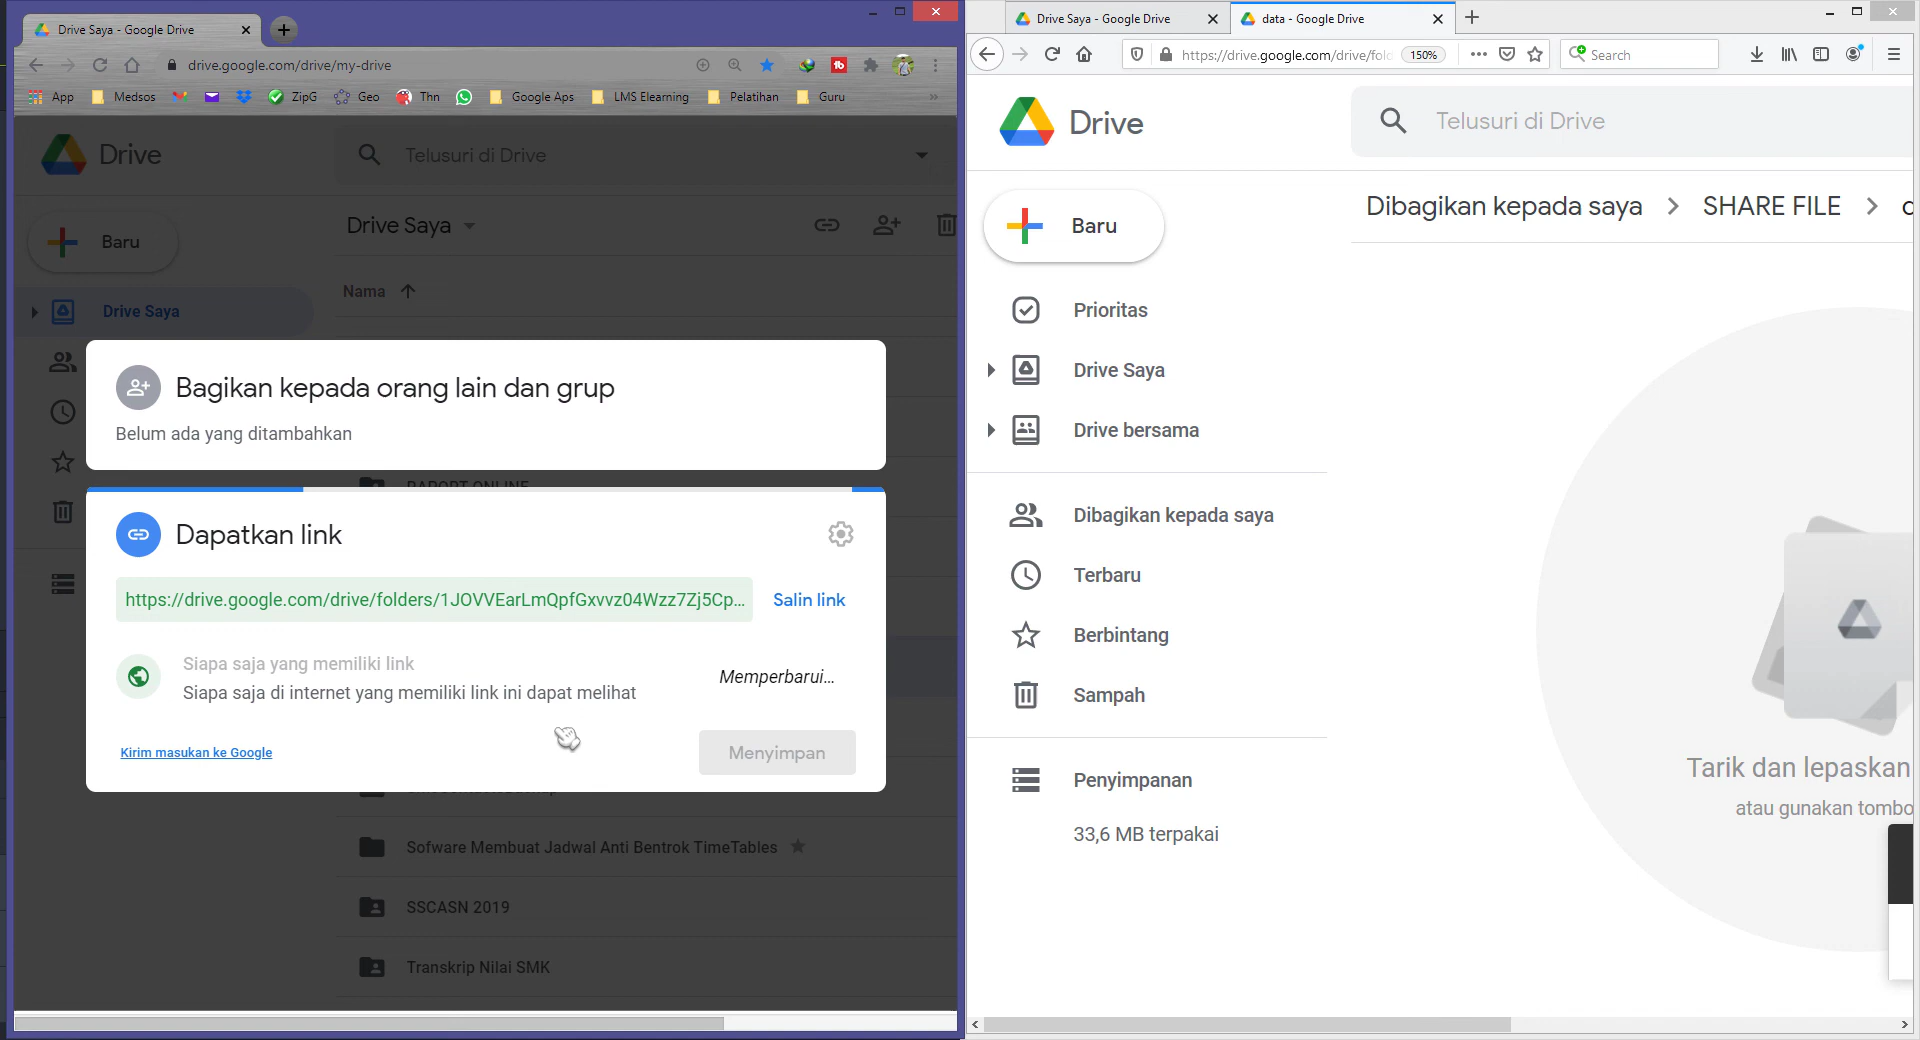 Drive Saya - Google Drive
drive.google.com/drive/my-drive
App
Medsos
ZipG
Geo
Thn
Google Aps
LMS Elearning
Pelatihan
Guru
»
Drive
Telusuri di Drive
Baru
Drive Saya
Drive Saya
Nama
Bagikan kepada orang lain dan grup
Belum ada yang ditambahkan
RAPORT ONLINE
Dapatkan link
https://drive.google.com/drive/folders/1JOVVEarLmQpfGxvvz04Wzz7Zj5Cp...
Salin link
Siapa saja yang memiliki link
Siapa saja di internet yang memiliki link ini dapat melihat
Memperbarui...
Kirim masukan ke Google
Menyimpan
Sofware Membuat Jadwal Anti Bentrok TimeTables
SSCASN 2019
Transkrip Nilai SMK
Drive Saya - Google Drive
data - Google Drive
https://drive.google.com/drive/fol
150%
Search
Drive
Telusuri di Drive
Baru
Dibagikan kepada saya > SHARE FILE >
Prioritas
Drive Saya
Drive bersama
Dibagikan kepada saya
Terbaru
Berbintang
Sampah
Penyimpanan
33,6 MB terpakai
Tarik dan lepaskan
atau gunakan tombo